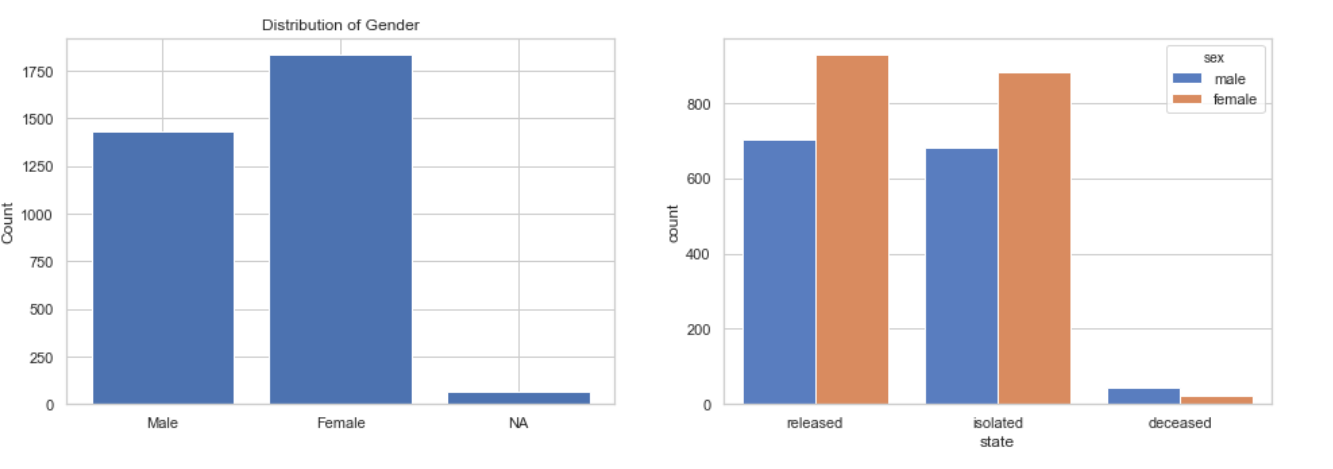 Distribution of Gender
Count
1750
1500
1250
1000
750
500
250
0
Male Female NA
count
800
600
400
200
0
sex
male
female
released isolated deceased
state